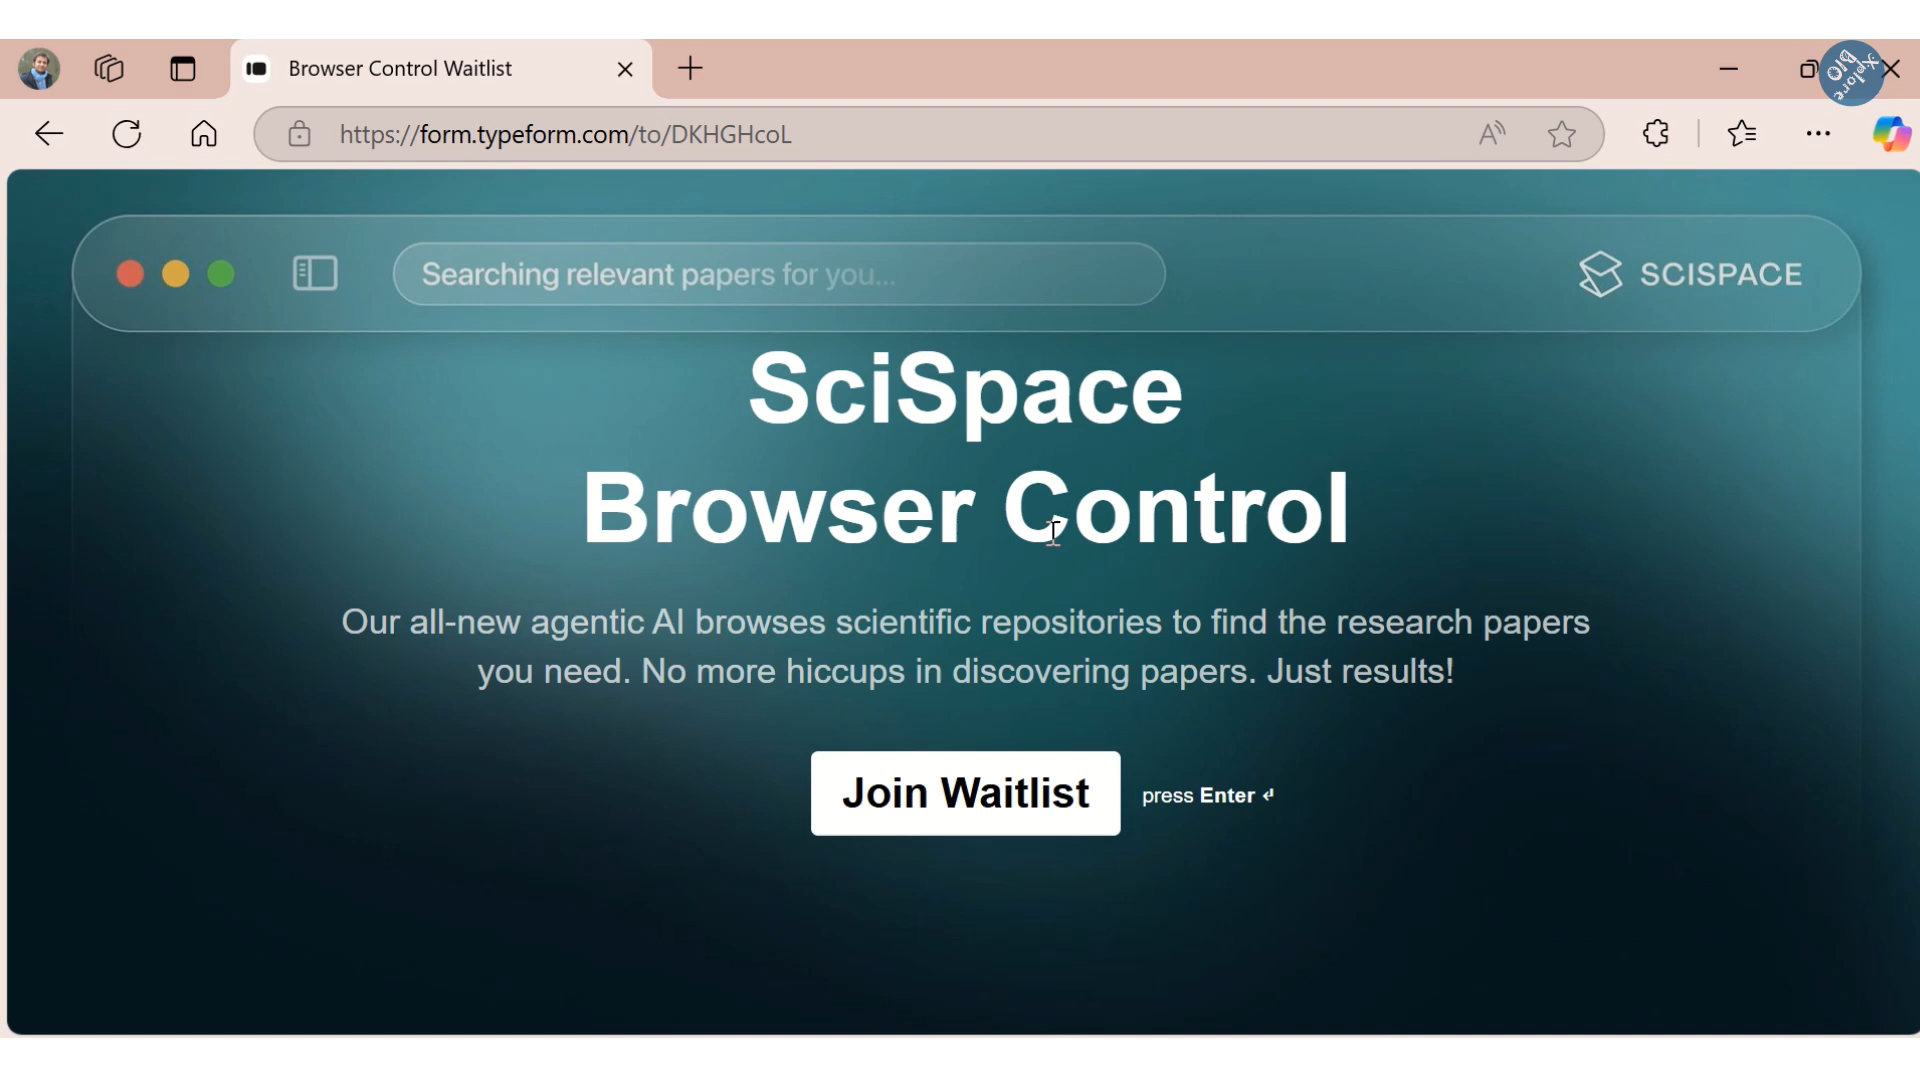 Browser Control Waitlist
Xplore
bIO
https://form.typeform.com/to/DKHGHcoL
Searching relevant papers for you...
SCISPACE
SciSpace
Browser Control
Our all-new agentic AI browses scientific repositories to find the research papers
you need. No more hiccups in discovering papers. Just results!
Join Waitlist
press Enter ↵